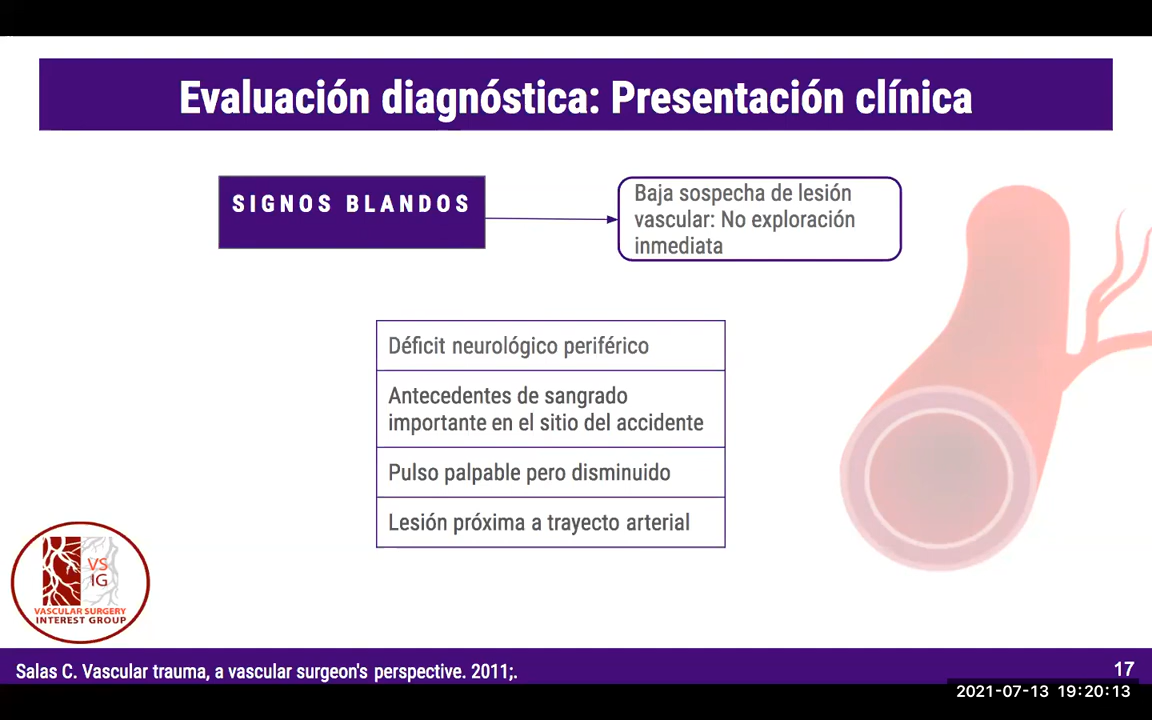 Evaluación diagnóstica: Presentación clínica
SIGNOS BLANDOS
Baja sospecha de lesión
vascular: No exploración
inmediata
Déficit neurológico periférico
Antecedentes de sangrado
importante en el sitio del accidente
Pulso palpable pero disminuido
Lesión próxima a trayecto arterial
VS
IG
VASCULAR SURGERY
INTEREST GROUP
Salas C. Vascular trauma, a vascular surgeon's perspective. 2011;.
17
2021-07-13 19:20:13